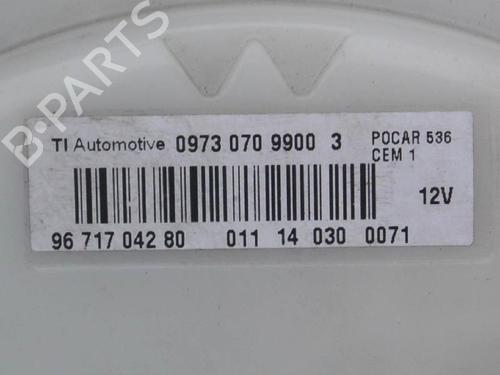 B-PARTS
TI Automotive 0973 070 9900 3 POCAR 536
CEM 1
12V
96 717 042 80 011 14 030 0071